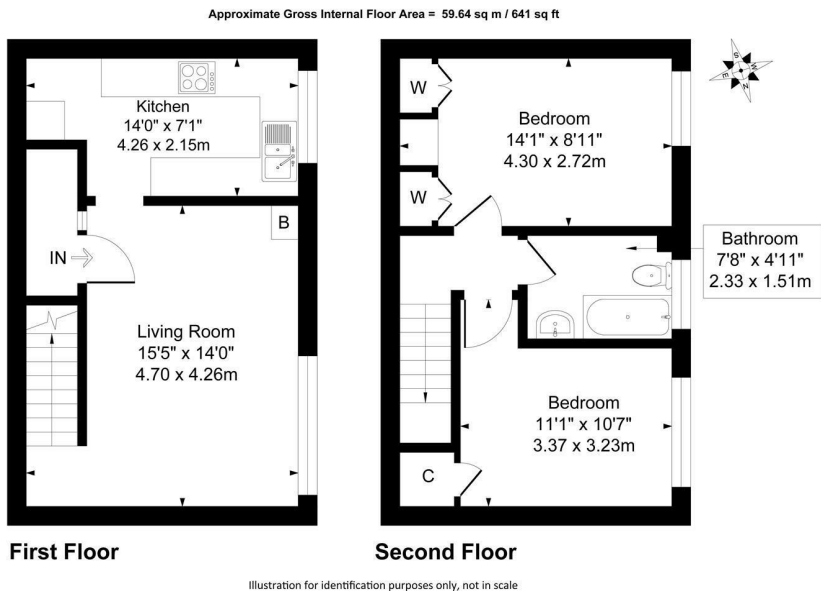 Approximate Gross Internal Floor Area = 59.64 sq m / 641 sq ft
Kitchen
14'0" x 7'1"
4.26 x 2.15m
B
IN
Living Room
15'5" x 14'0"
4.70 x 4.26m
First Floor
W
W
Bedroom
14'1" x 8'11"
4.30 x 2.72m
S
W
E
N
Bathroom
7'8" x 4'11"
2.33 x 1.51m
Bedroom
11'1" x 10'7"
3.37 x 3.23m
C
Second Floor
Illustration for identification purposes only, not in scale